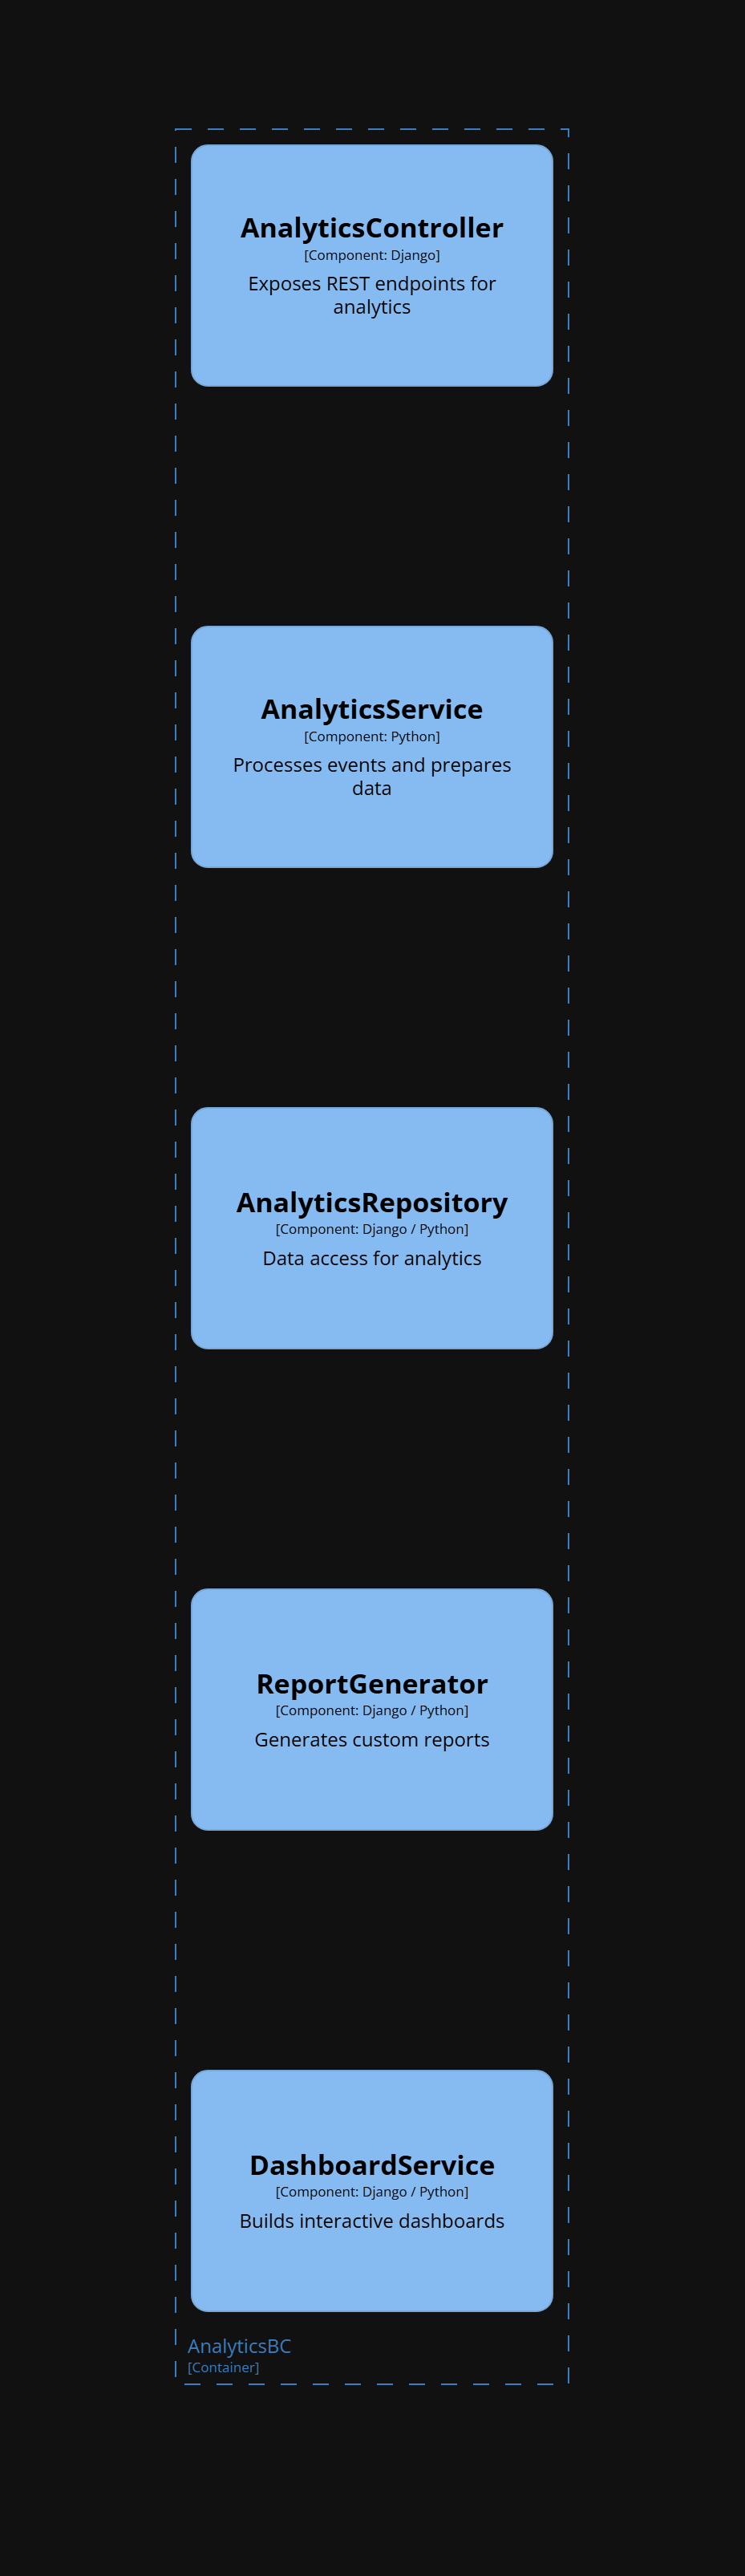 AnalyticsController
[Component: Django]
Exposes REST endpoints for
analytics
AnalyticsService
[Component: Python]
Processes events and prepares
data
AnalyticsRepository
[Component: Django / Python]
Data access for analytics
ReportGenerator
[Component: Django / Python]
Generates custom reports
DashboardService
[Component: Django / Python]
Builds interactive dashboards
AnalyticsBC
[Container]